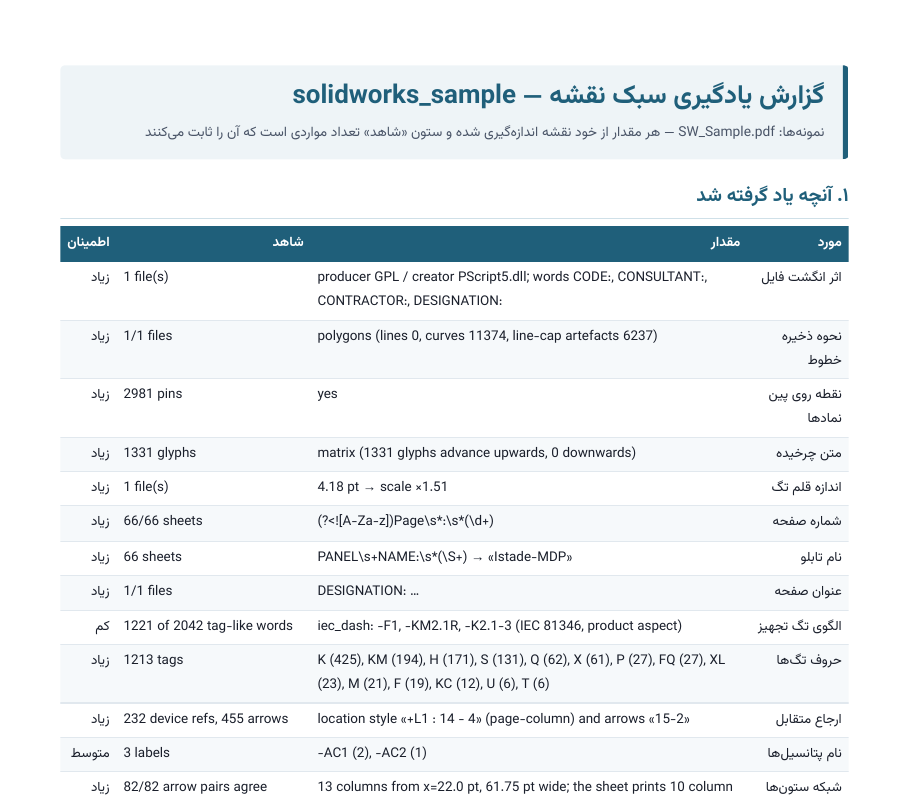 گزارش یادگیری سبک نقشه — solidworks_sample
نمونه‌ها: SW_Sample.pdf — هر مقدار از خود نقشه اندازه‌گیری شده و ستون «شاهد» تعداد مواردی است که آن را ثابت می‌کنند
۱. آنچه یاد گرفته شد
مورد مقدار شاهد اطمینان
اثر انگشت فایل producer GPL / creator PScript5.dll; words CODE:, CONSULTANT:, 1 file(s) زیاد
CONTRACTOR:, DESIGNATION:
نحوه ذخیره polygons (lines 0, curves 11374, line-cap artefacts 6237) 1/1 files زیاد
خطوط
نقطه روی پین yes 2981 pins زیاد
نمادها
متن چرخیده matrix (1331 glyphs advance upwards, 0 downwards) 1331 glyphs زیاد
اندازه قلم تگ 4.18 pt → scale ×1.51 1 file(s) زیاد
شماره صفحه (?<![A-Za-z])Page\s*:\s*(\d+) 66/66 sheets زیاد
نام تابلو PANEL\s+NAME:\s*(\S+) → «Istade-MDP» 66 sheets زیاد
عنوان صفحه DESIGNATION: … 1/1 files زیاد
الگوی تگ تجهیز iec_dash: -F1, -KM2.1R, -K2.1-3 (IEC 81346, product aspect) 1221 of 2042 tag-like words کم
حروف تگ‌ها K (425), KM (194), H (171), S (131), Q (62), X (61), P (27), FQ (27), XL 1213 tags زیاد
(23), M (21), F (19), KC (12), U (6), T (6)
ارجاع متقابل location style «+L1 : 14 - 4» (page-column) and arrows «15-2» 232 device refs, 455 arrows زیاد
نام پتانسیل‌ها -AC1 (2), -AC2 (1) 3 labels متوسط
شبکه ستون‌ها 13 columns from x=22.0 pt, 61.75 pt wide; the sheet prints 10 column 82/82 arrow pairs agree زیاد